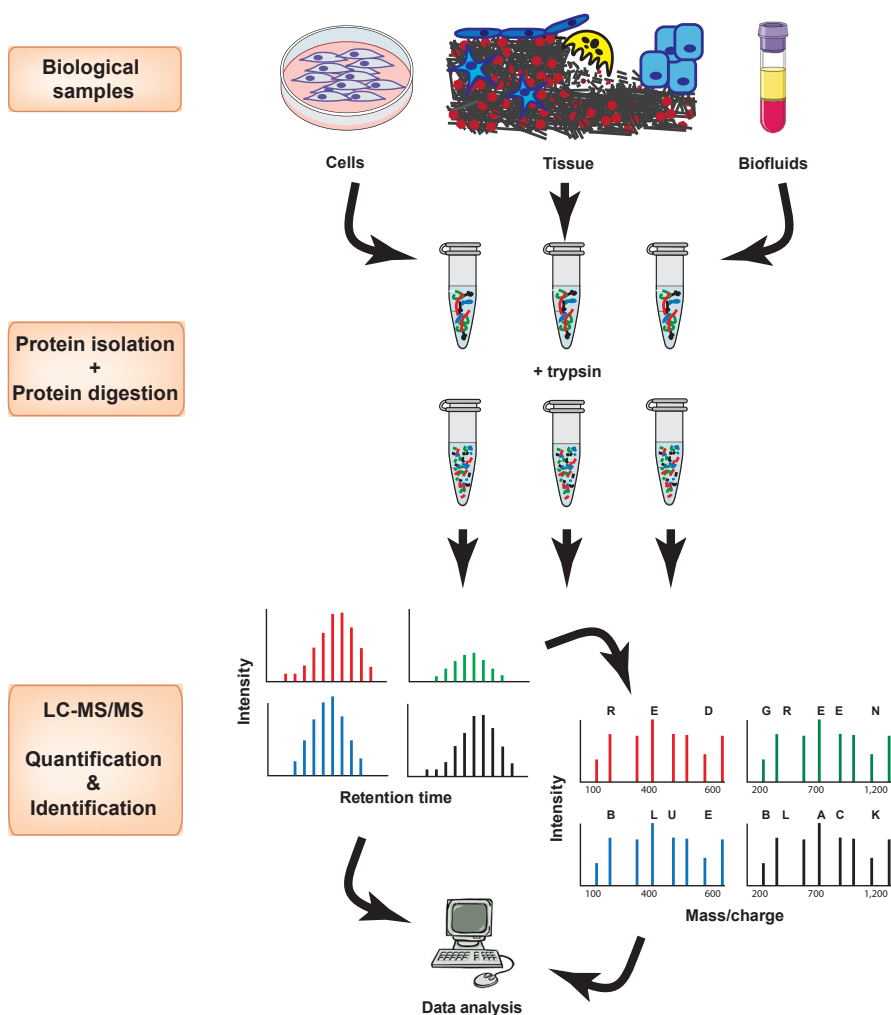 Biological
samples
Cells
Tissue
Biofluids
Protein isolation
+
Protein digestion
+ trypsin
LC-MS/MS
Quantification
&
Identification
Intensity
Retention time
Intensity
R E D
100 400 600
G R E E N
200 700 1,200
B L U E
100 400 600
B L A C K
200 700 1,200
Mass/charge
Data analysis